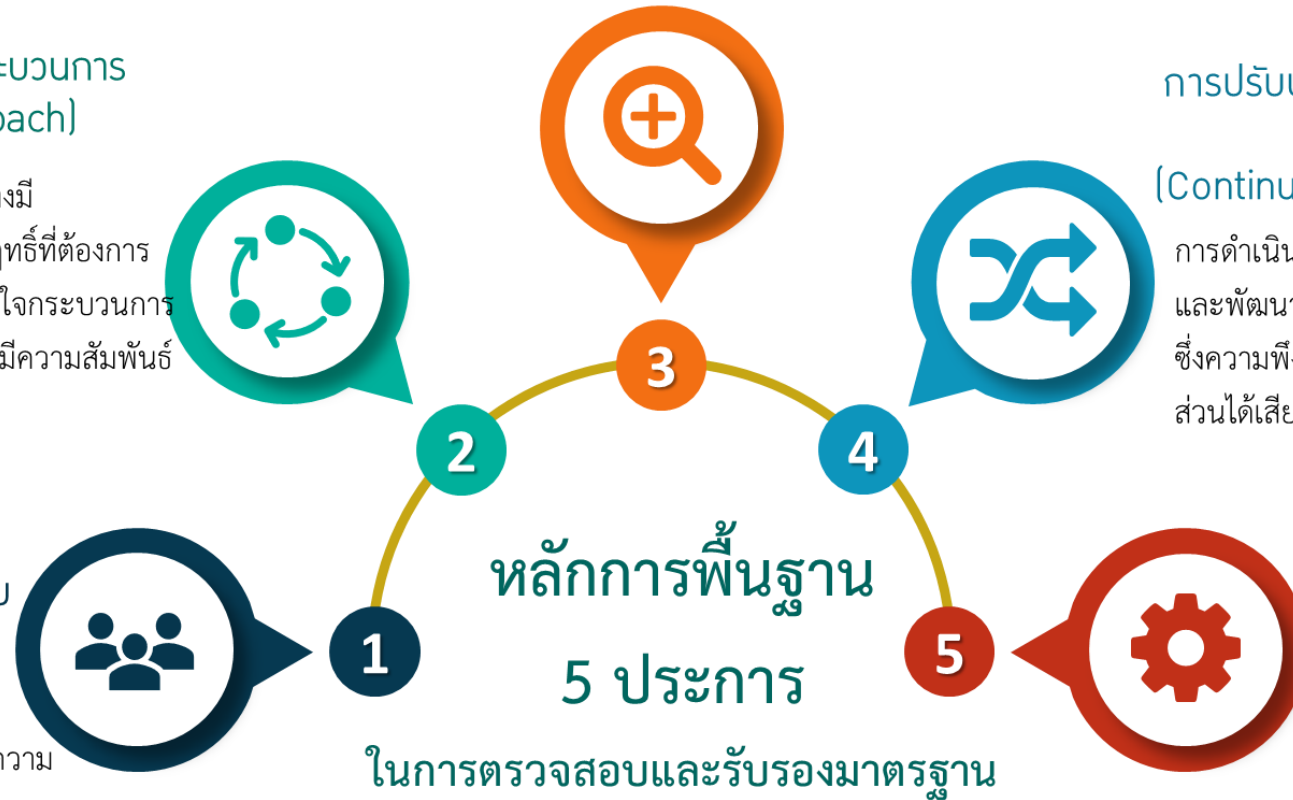 ะบวนการ
oach)
งมี
ุทธิ์ที่ต้องการ
ใจกระบวนการ
มีความสัมพันธ์
การปรับป
(Continu
การดำเนิน
และพัฒนา
ซึ่งความพึง
ส่วนได้เสีย
3
2
4
บ
1
5
ความ
หลักการพื้นฐาน
5 ประการ
ในการตรวจสอบและรับรองมาตรฐาน